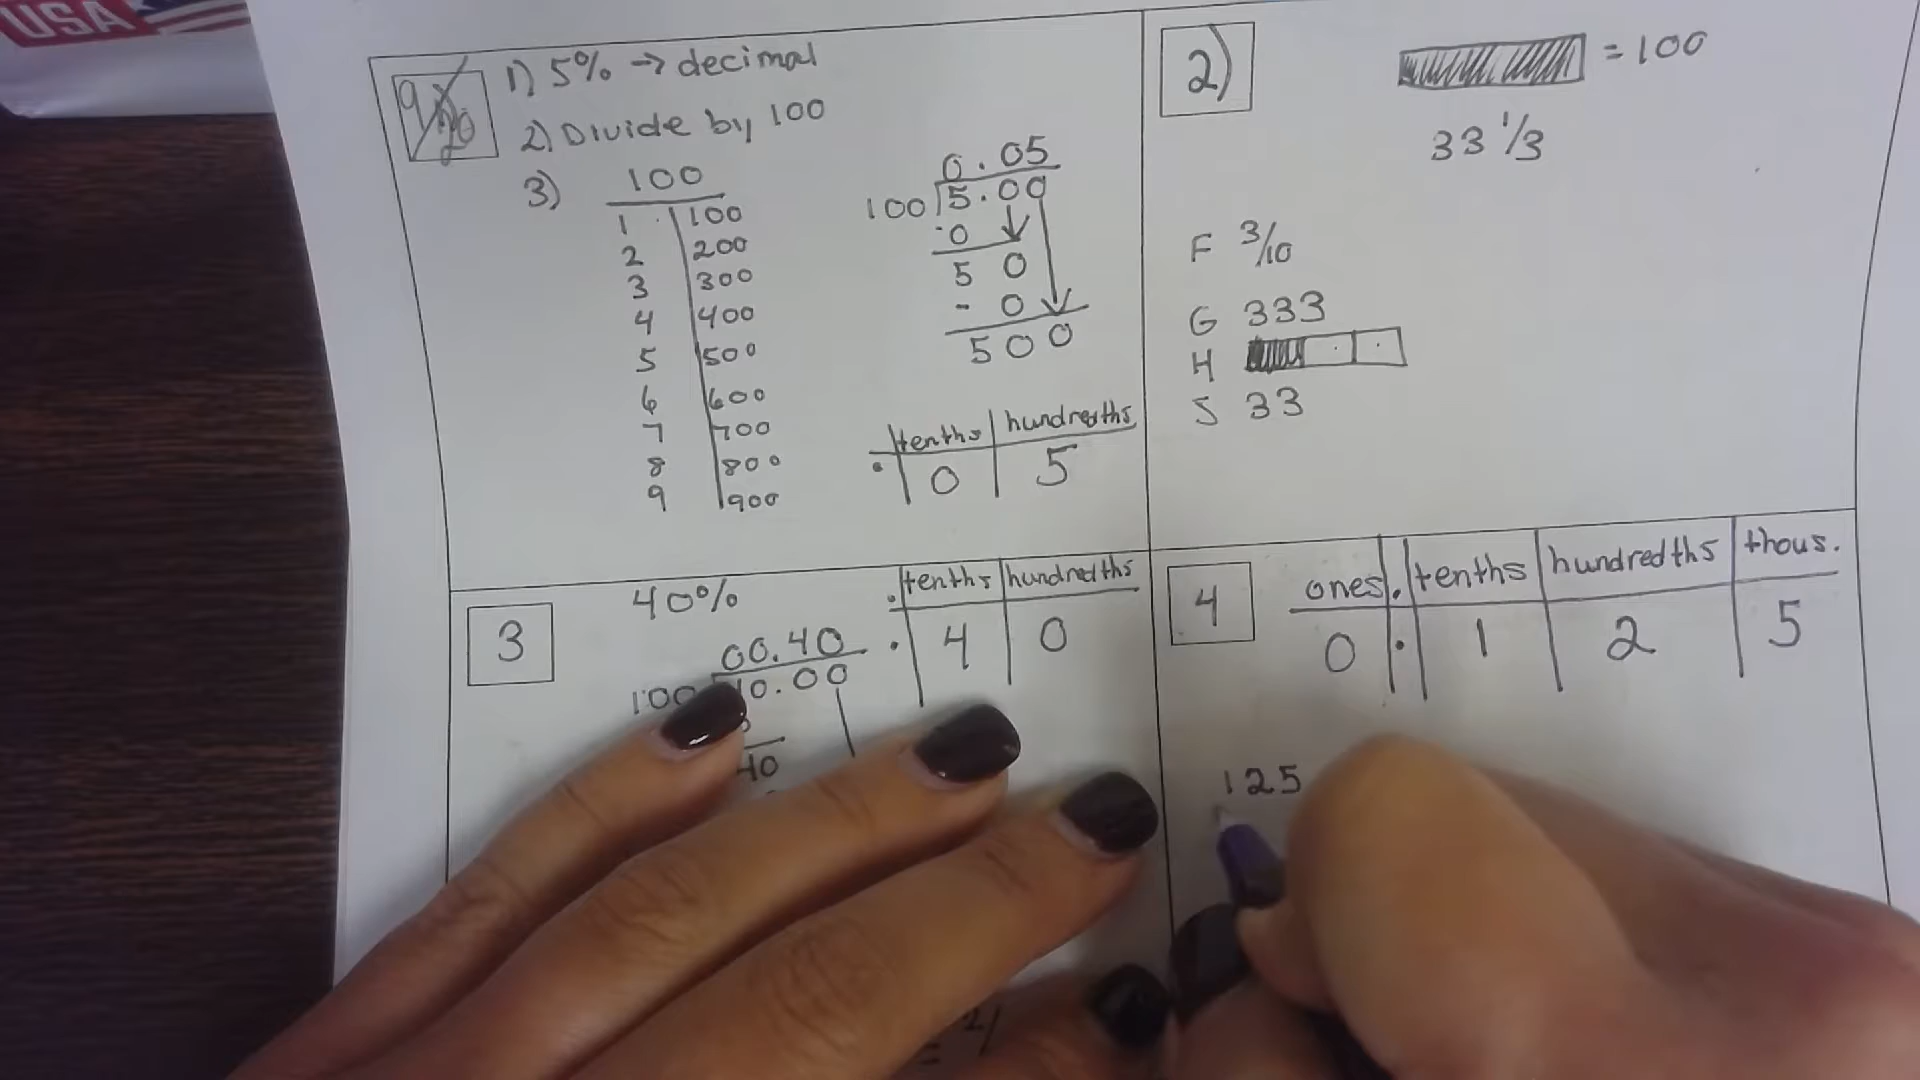 USA
1) 5% → decimal
2) Divide by 100
3)
100
1 100
2 200
3 300
4 400
5 500
6 600
7 700
8 800
9 900
0.05
100 5.00
-0
5 0
- 0
500
tenths hundredths
. 0 5
2)
= 100
33 1/3
F 3/10
G 333
H
J 33
3
40%
00.40
100 40.00
40
. tenths hundredths
. 4 0
4
ones . tenths hundredths thous.
0 . 1 2 5
125